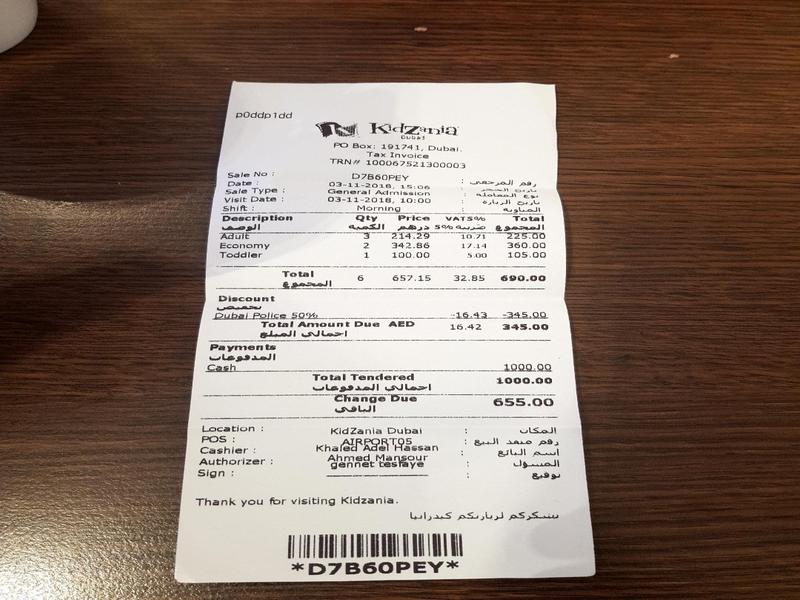 p0ddp1dd
KidZania
DUBAI
PO Box: 191741, Dubai.
Tax Invoice
TRN# 100067521300003
Sale No : D7B60PEY رقم المرجعي :
Date : 03-11-2018, 15:06 تاريخ الحجز :
Sale Type : General Admission نوع المعاملة :
Visit Date : 03-11-2018, 10:00 تاريخ الزيارة :
Shift : Morning المناوبة :
Description Qty Price VAT5% Total
الوصف الكمية درهم ضريبة 5% المجموع
Adult 3 214.29 10.71 225.00
Economy 2 342.86 17.14 360.00
Toddler 1 100.00 5.00 105.00
Total 6 657.15 32.85 690.00
المجموع
Discount
تخفيض
Dubai Police 50% -16.43 -345.00
Total Amount Due AED 16.42 345.00
اجمالي المبلغ
Payments
المدفوعات
Cash 1000.00
Total Tendered 1000.00
اجمالي المدفوعات
Change Due 655.00
الباقي
Location : KidZania Dubai المكان :
POS : AIRPORT05 رقم منفذ البيع :
Cashier : Khaled Adel Hassan اسم البائع :
Ahmed Mansour
Authorizer : gennet tesfaye المسؤول :
Sign : توقيع :
Thank you for visiting Kidzania.
نشكركم لزيارتكم كيدزانيا
*D7B60PEY*